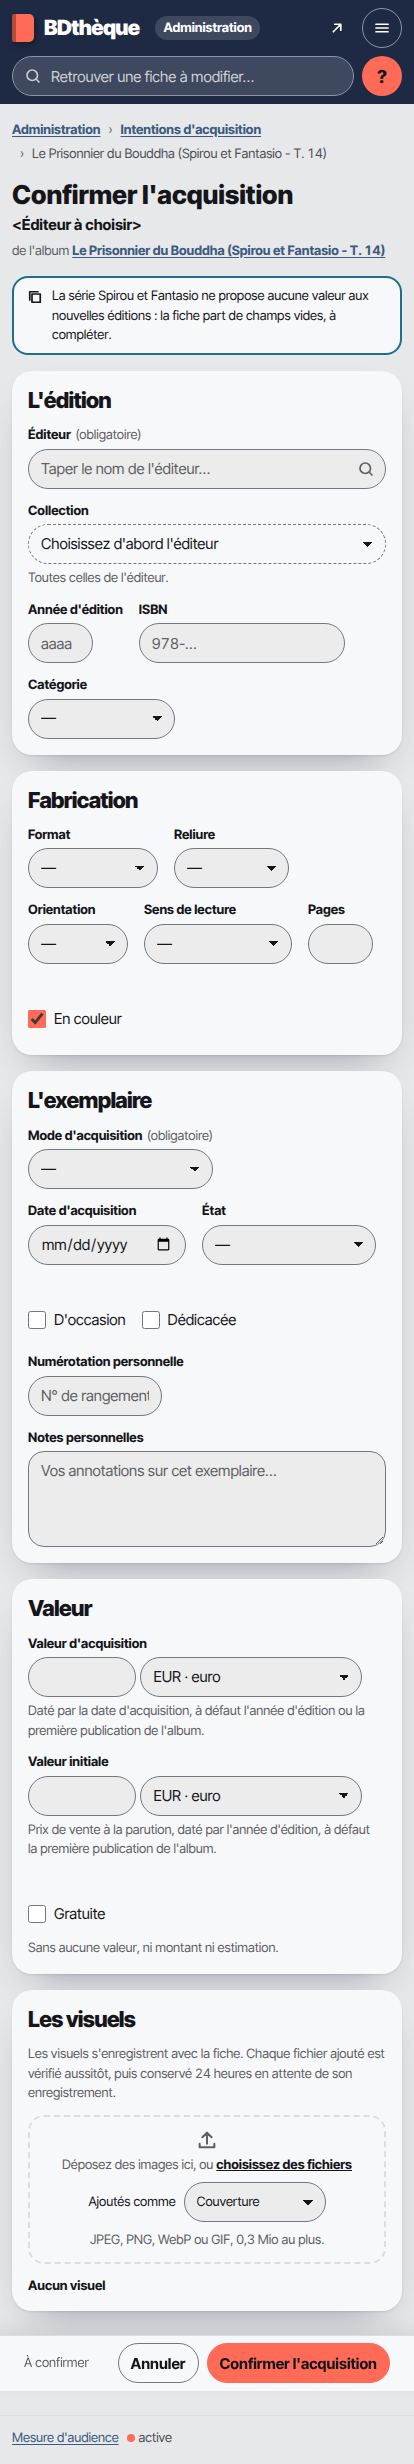 BDthèque Administration
Retrouver une fiche à modifier... ?
Administration › Intentions d'acquisition
› Le Prisonnier du Bouddha (Spirou et Fantasio - T. 14)
Confirmer l'acquisition
<Éditeur à choisir>
de l'album Le Prisonnier du Bouddha (Spirou et Fantasio - T. 14)
La série Spirou et Fantasio ne propose aucune valeur aux
nouvelles éditions : la fiche part de champs vides, à
compléter.
L'édition
Éditeur (obligatoire)
Taper le nom de l'éditeur...
Collection
Choisissez d'abord l'éditeur
Toutes celles de l'éditeur.
Année d'édition ISBN
aaaa 978-...
Catégorie
—
Fabrication
Format Reliure
— —
Orientation Sens de lecture Pages
— —
En couleur
L'exemplaire
Mode d'acquisition (obligatoire)
—
Date d'acquisition État
mm/dd/yyyy —
D'occasion Dédicacée
Numérotation personnelle
N° de rangement
Notes personnelles
Vos annotations sur cet exemplaire...
Valeur
Valeur d'acquisition
EUR · euro
Daté par la date d'acquisition, à défaut l'année d'édition ou la
première publication de l'album.
Valeur initiale
EUR · euro
Prix de vente à la parution, daté par l'année d'édition, à défaut
la première publication de l'album.
Gratuite
Sans aucune valeur, ni montant ni estimation.
Les visuels
Les visuels s'enregistrent avec la fiche. Chaque fichier ajouté est
vérifié aussitôt, puis conservé 24 heures en attente de son
enregistrement.
Déposez des images ici, ou choisissez des fichiers
Ajoutés comme Couverture
JPEG, PNG, WebP ou GIF, 0,3 Mio au plus.
Aucun visuel
À confirmer Annuler Confirmer l'acquisition
Mesure d'audience active